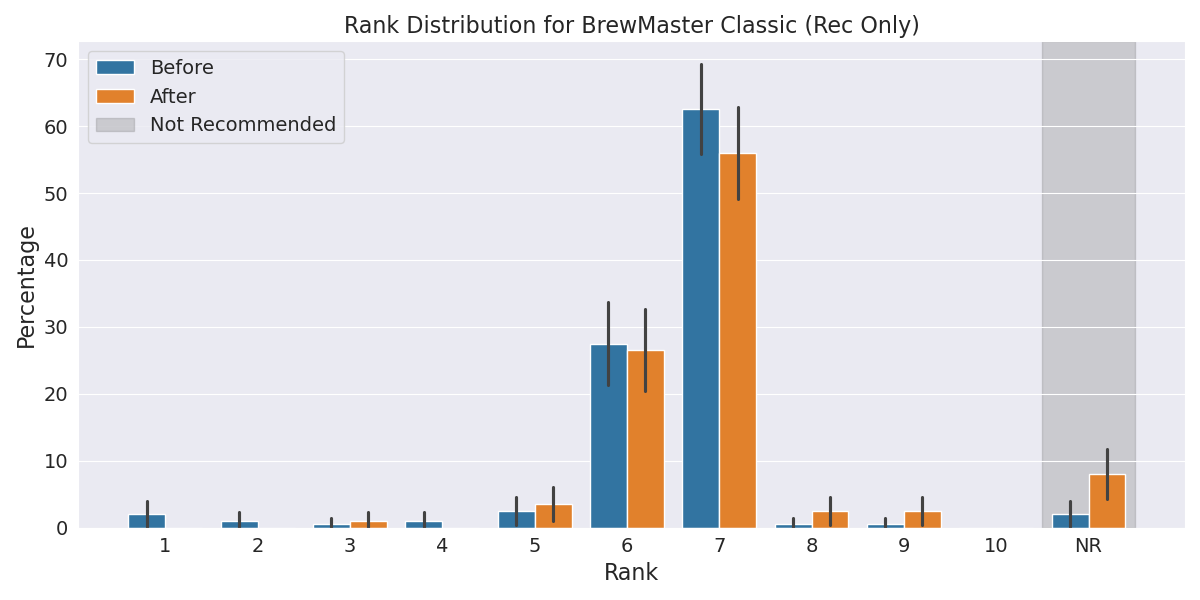 Rank Distribution for BrewMaster Classic (Rec Only)
Before
After
Not Recommended
Percentage
70
60
50
40
30
20
10
0
1 2 3 4 5 6 7 8 9 10 NR
Rank